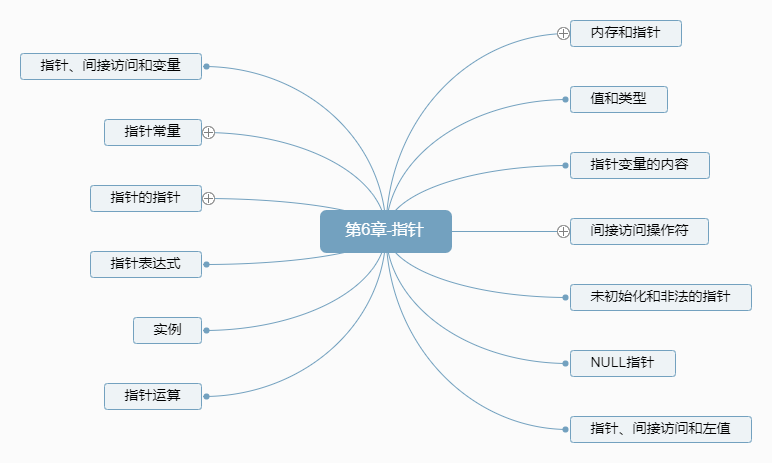 第6章-指针
内存和指针
值和类型
指针变量的内容
间接访问操作符
未初始化和非法的指针
NULL指针
指针、间接访问和左值
指针、间接访问和变量
指针常量
指针的指针
指针表达式
实例
指针运算